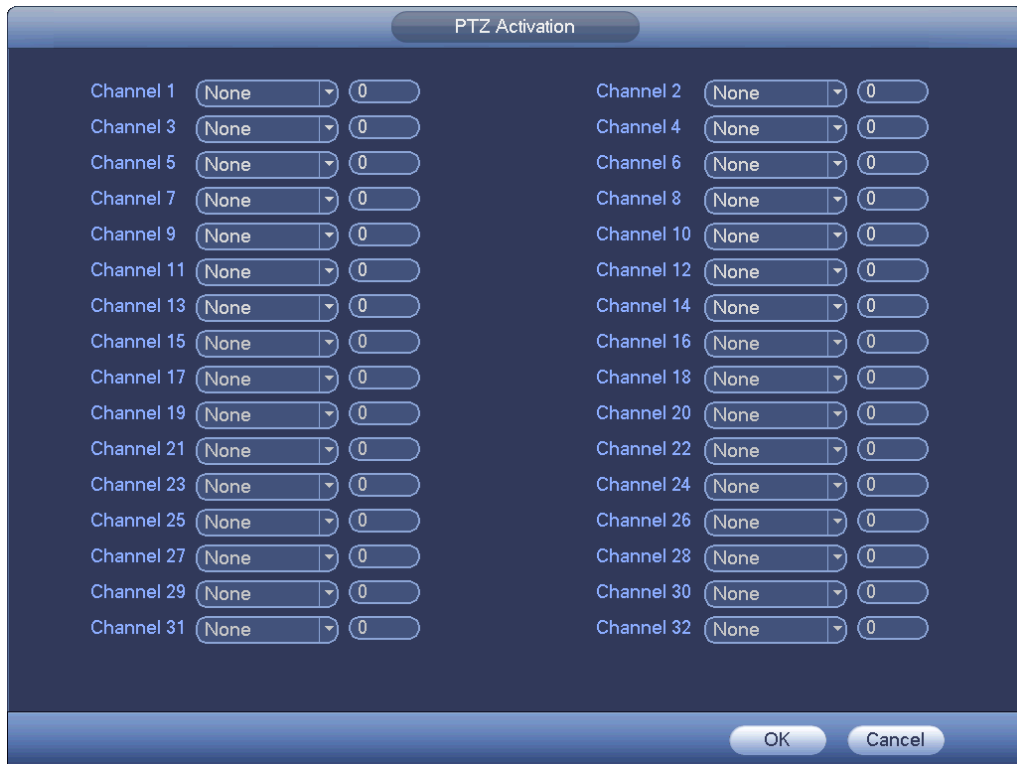 PTZ Activation
Channel 1 None 0 Channel 2 None 0
Channel 3 None 0 Channel 4 None 0
Channel 5 None 0 Channel 6 None 0
Channel 7 None 0 Channel 8 None 0
Channel 9 None 0 Channel 10 None 0
Channel 11 None 0 Channel 12 None 0
Channel 13 None 0 Channel 14 None 0
Channel 15 None 0 Channel 16 None 0
Channel 17 None 0 Channel 18 None 0
Channel 19 None 0 Channel 20 None 0
Channel 21 None 0 Channel 22 None 0
Channel 23 None 0 Channel 24 None 0
Channel 25 None 0 Channel 26 None 0
Channel 27 None 0 Channel 28 None 0
Channel 29 None 0 Channel 30 None 0
Channel 31 None 0 Channel 32 None 0
OK Cancel